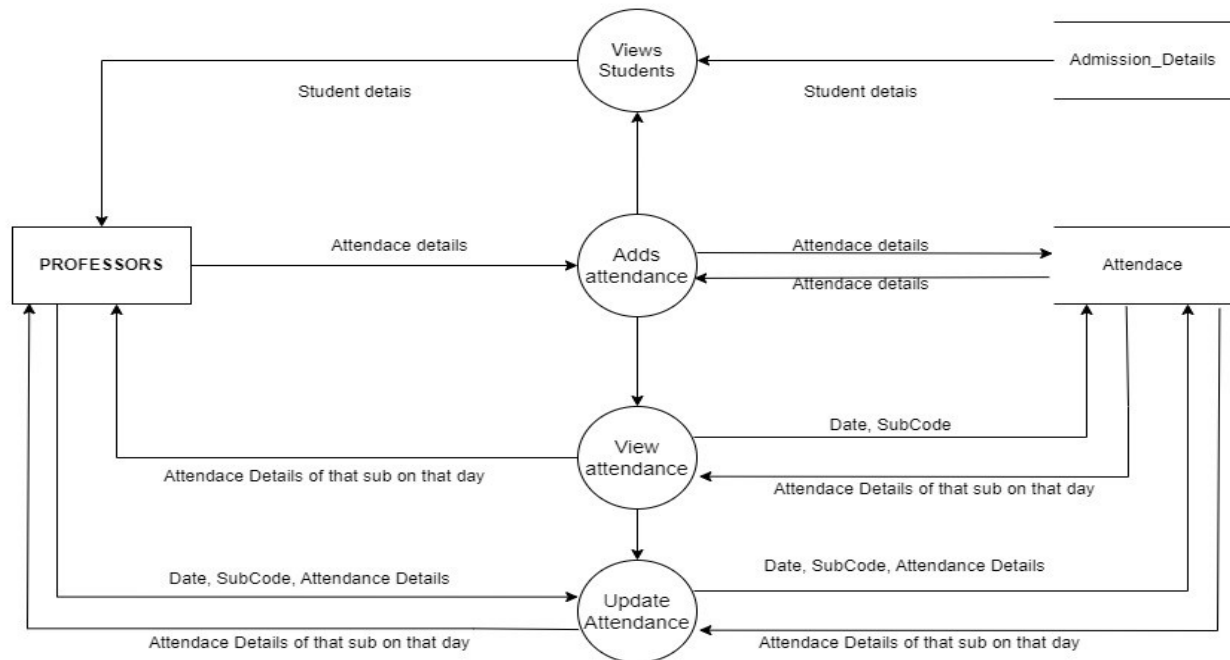 Views
Students
Admission_Details
Student detais
Student detais
PROFESSORS
Attendace details
Adds
attendance
Attendace details
Attendace details
Attendace
Date, SubCode
View
attendance
Attendace Details of that sub on that day
Attendace Details of that sub on that day
Date, SubCode, Attendance Details
Date, SubCode, Attendance Details
Update
Attendance
Attendace Details of that sub on that day
Attendace Details of that sub on that day